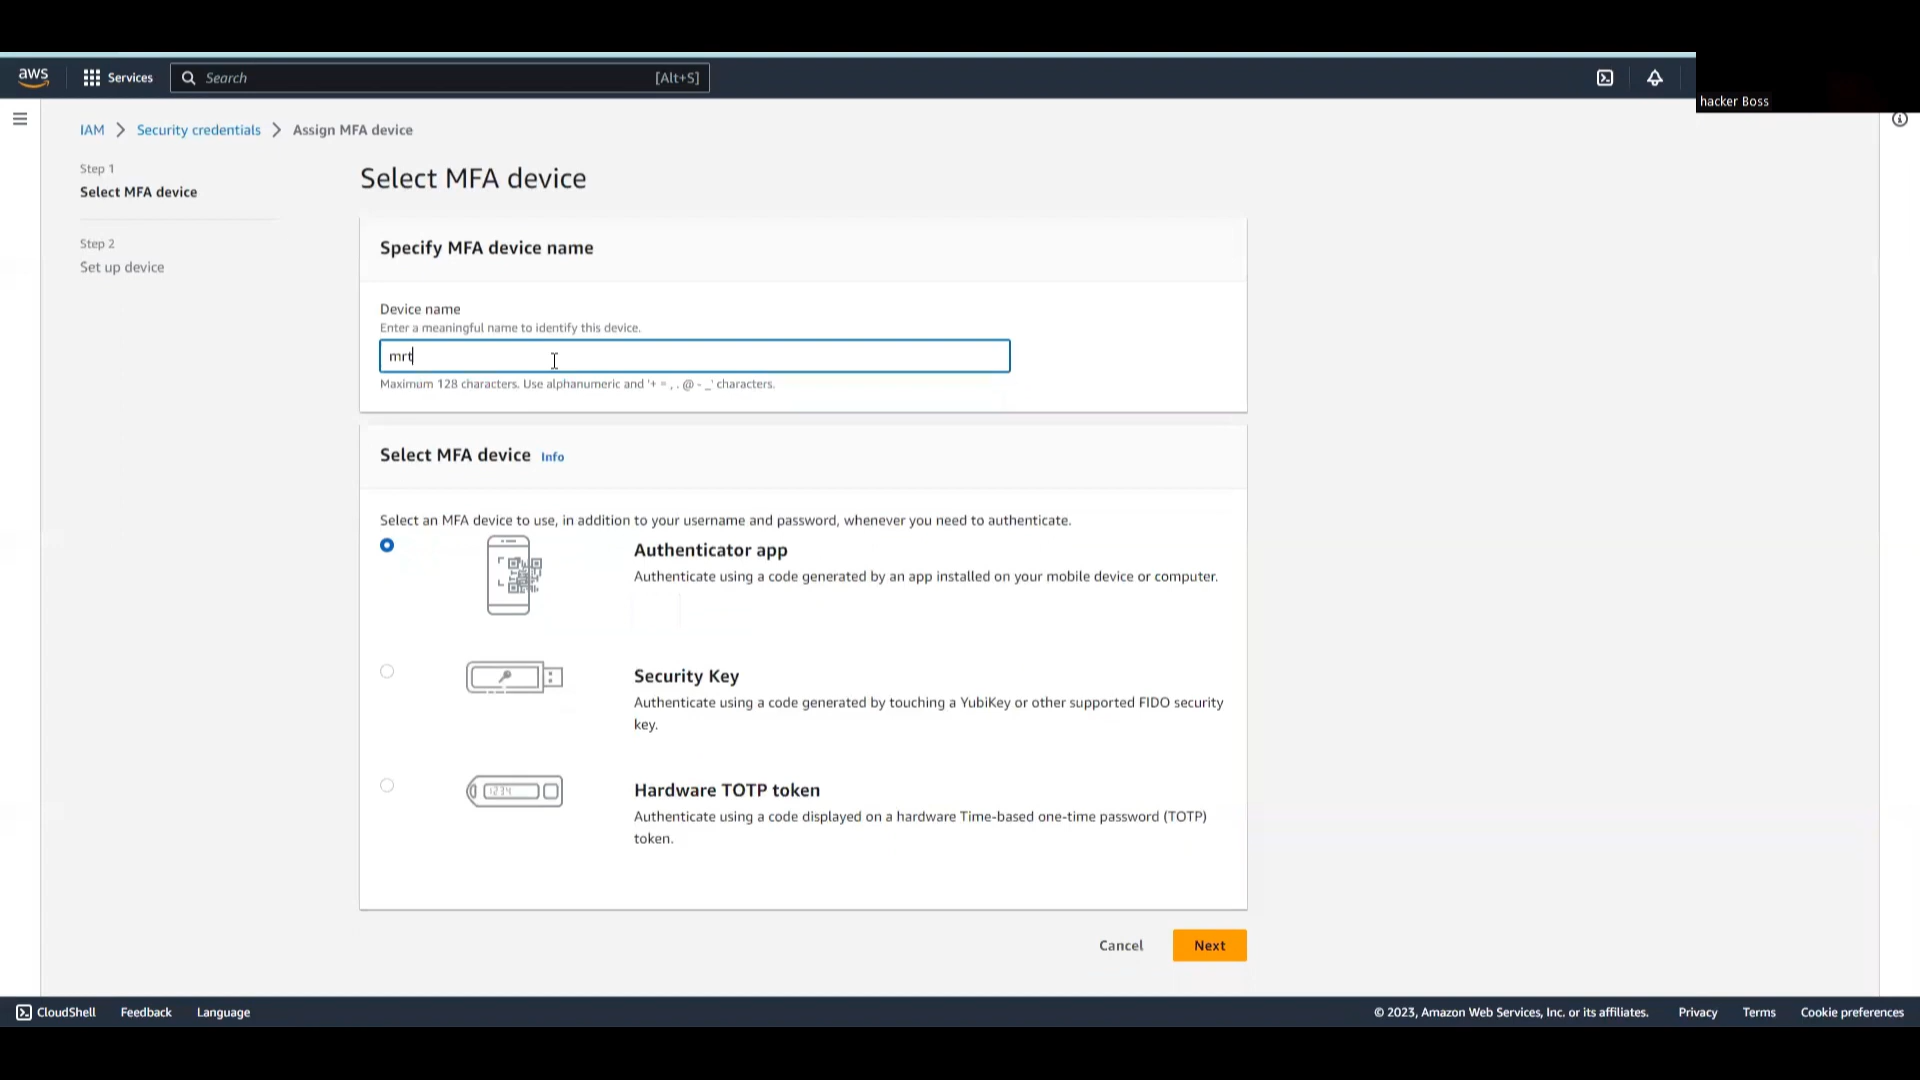 aws
Services
Search
[Alt+S]
hacker Boss
IAM
Security credentials
Assign MFA device
Step 1
Select MFA device
Step 2
Set up device
Select MFA device
Specify MFA device name
Device name
Enter a meaningful name to identify this device.
mrt
Maximum 128 characters. Use alphanumeric and '+ = , . @ - _' characters.
Select MFA device Info
Select an MFA device to use, in addition to your username and password, whenever you need to authenticate.
Authenticator app
Authenticate using a code generated by an app installed on your mobile device or computer.
Security Key
Authenticate using a code generated by touching a YubiKey or other supported FIDO security
key.
1234
Hardware TOTP token
Authenticate using a code displayed on a hardware Time-based one-time password (TOTP)
token.
Cancel
Next
CloudShell
Feedback
Language
© 2023, Amazon Web Services, Inc. or its affiliates.
Privacy
Terms
Cookie preferences